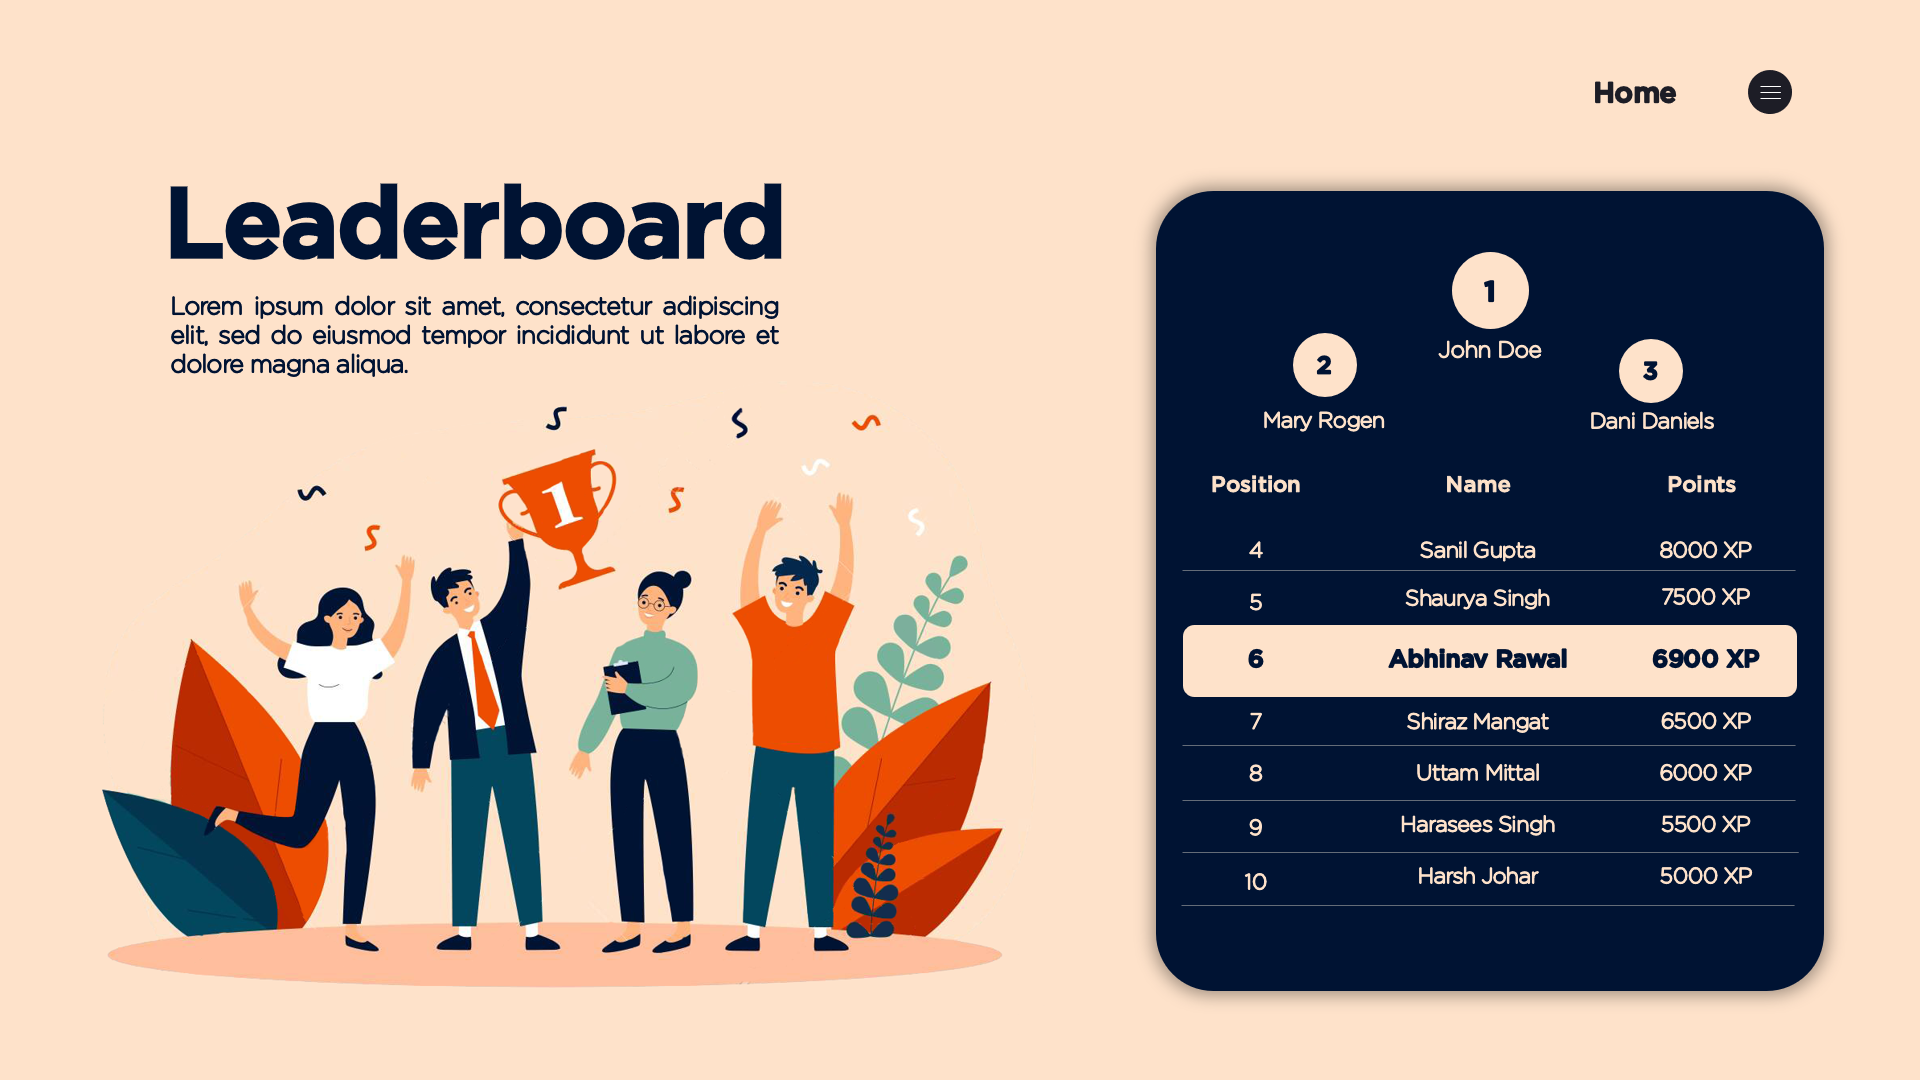 Home
Leaderboard
Lorem ipsum dolor sit amet, consectetur adipiscing
elit, sed do eiusmod tempor incididunt ut labore et
dolore magna aliqua.
1
1
John Doe
2
Mary Rogen
3
Dani Daniels
Position Name Points
4 Sanil Gupta 8000 XP
5 Shaurya Singh 7500 XP
6 Abhinav Rawal 6900 XP
7 Shiraz Mangat 6500 XP
8 Uttam Mittal 6000 XP
9 Harasees Singh 5500 XP
10 Harsh Johar 5000 XP